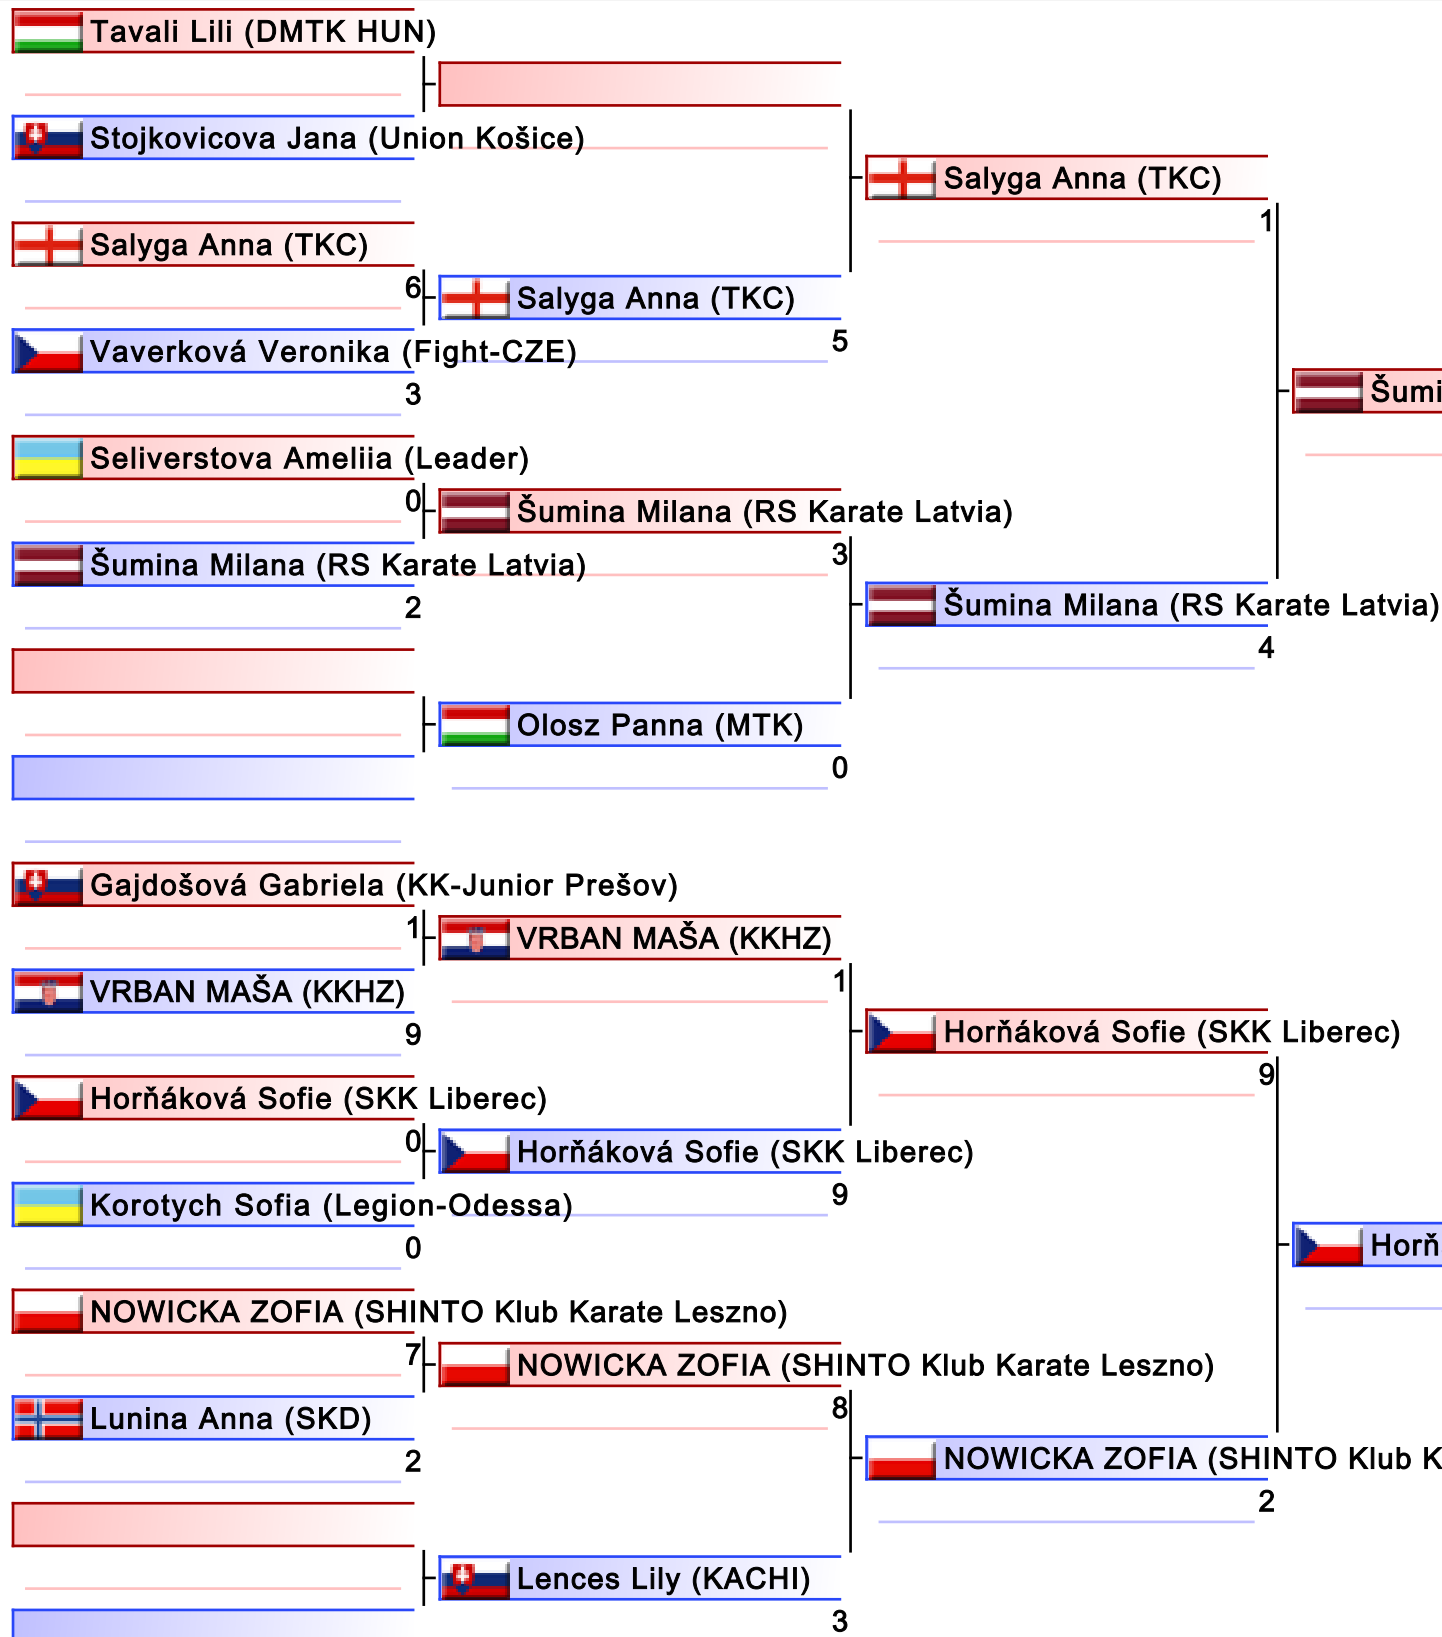 Tavali Lili (DMTK HUN)
Stojkovicova Jana (Union Košice)
Salyga Anna (TKC)
1
Salyga Anna (TKC)
6
Salyga Anna (TKC)
5
Vaverková Veronika (Fight-CZE)
3
Šumi
Seliverstova Ameliia (Leader)
0
Šumina Milana (RS Karate Latvia)
3
Šumina Milana (RS Karate Latvia)
2
Šumina Milana (RS Karate Latvia)
4
Olosz Panna (MTK)
0
Gajdošová Gabriela (KK-Junior Prešov)
1
VRBAN MAŠA (KKHZ)
1
VRBAN MAŠA (KKHZ)
9
Horňáková Sofie (SKK Liberec)
9
Horňáková Sofie (SKK Liberec)
0
Horňáková Sofie (SKK Liberec)
9
Korotych Sofia (Legion-Odessa)
0
Horň
NOWICKA ZOFIA (SHINTO Klub Karate Leszno)
7
NOWICKA ZOFIA (SHINTO Klub Karate Leszno)
8
Lunina Anna (SKD)
2
NOWICKA ZOFIA (SHINTO Klub K
2
Lences Lily (KACHI)
3